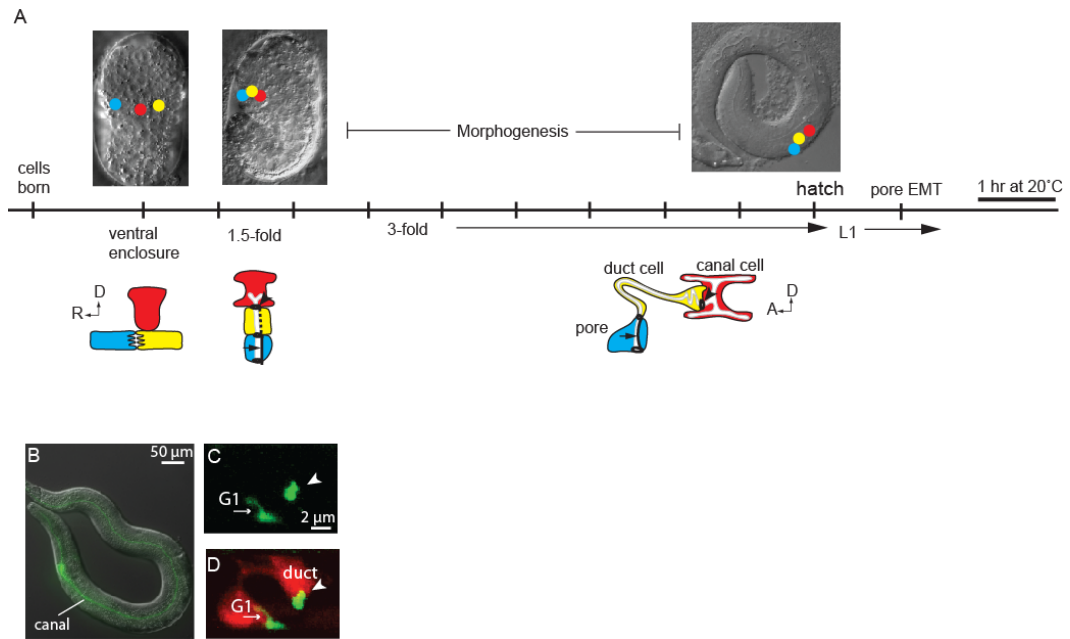 A
Morphogenesis
cells
born
hatch
pore EMT
1 hr at 20˚C
ventral
enclosure
1.5-fold
3-fold
L1
duct cell
canal cell
D
R
pore
D
A
B
50 µm
canal
C
G1
2 µm
D
duct
G1